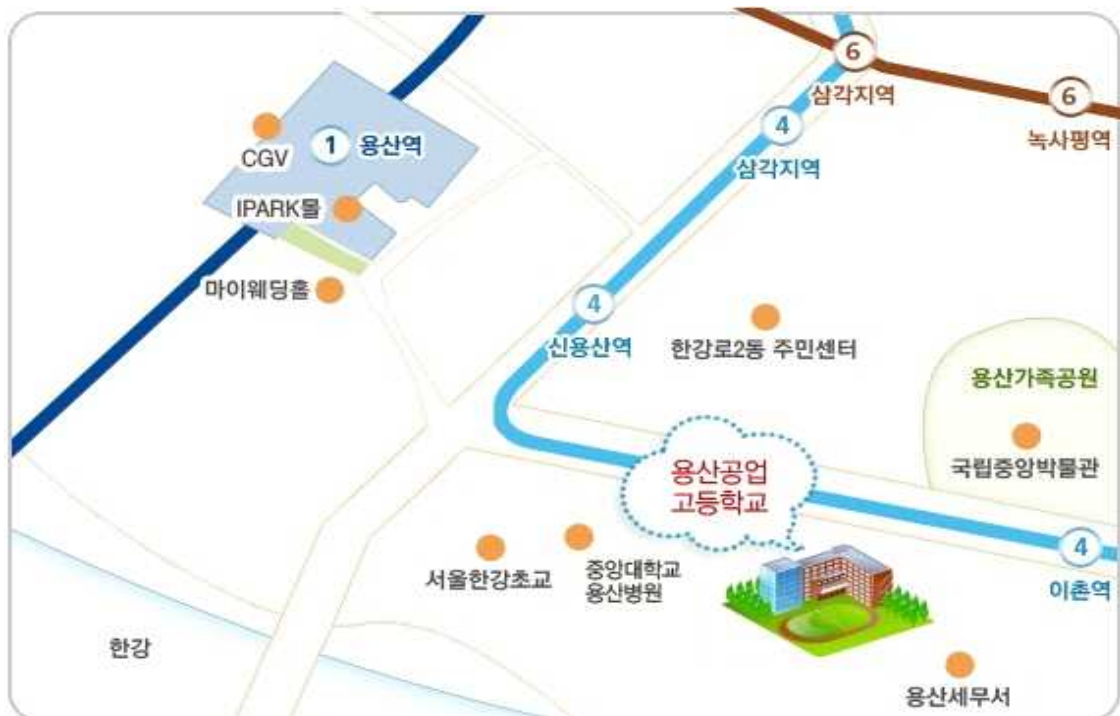 6
삼각지역
6
녹사평역
4
삼각지역
CGV
1 용산역
IPARK몰
마이웨딩홀
4
신용산역
한강로2동 주민센터
용산가족공원
국립중앙박물관
용산공업
고등학교
4
이촌역
서울한강초교
중앙대학교
용산병원
한강
용산세무서